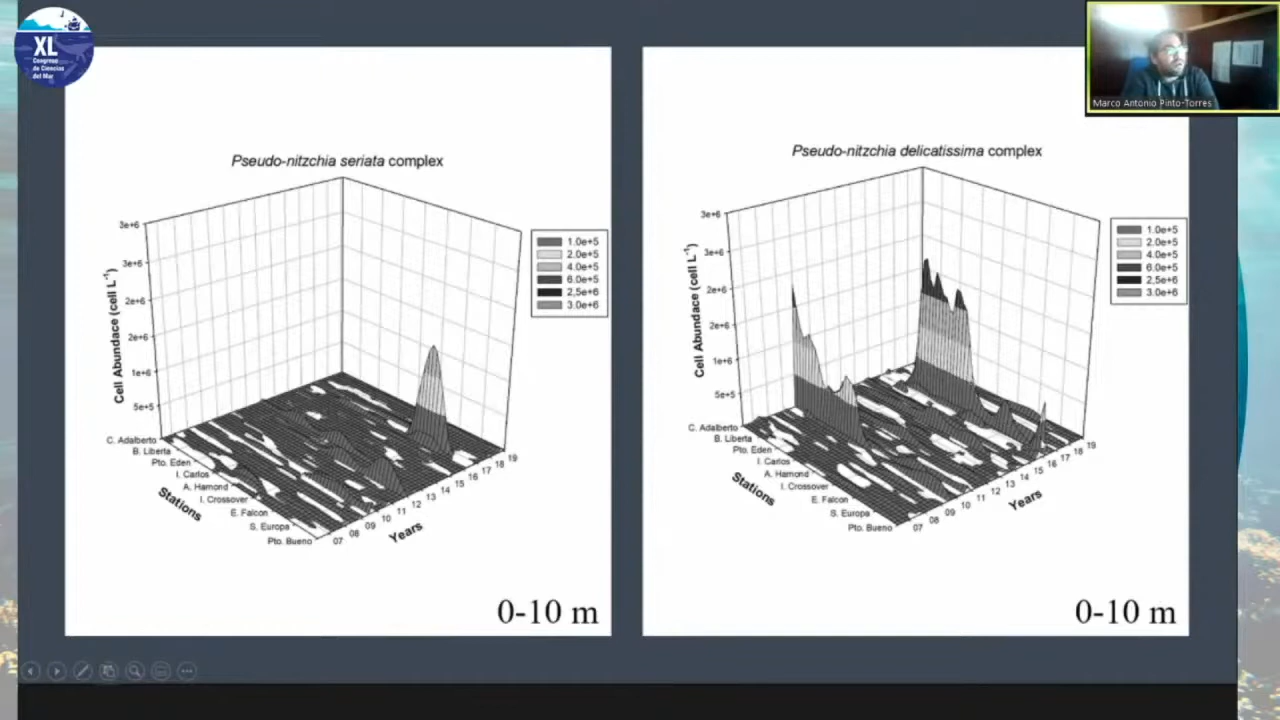 XL
Congreso
de Ciencias
del Mar
Marco Antonio Pinto-Torres
Pseudo-nitzchia seriata complex
3e+6
3e+6
2e+6
2e+6
1e+6
5e+5
Cell Abundace (cell L-1)
1.0e+5
2.0e+5
4.0e+5
6.0e+5
2,5e+6
3.0e+6
C. Adalberto
B. Liberta
Pto. Eden
I. Carlos
A. Hamond
I. Crossover
E. Falcon
S. Europa
Pto. Bueno
Stations
07 08 09 10 11 12 13 14 15 16 17 18 19
Years
0-10 m
Pseudo-nitzchia delicatissima complex
3e+6
3e+6
2e+6
2e+6
1e+6
5e+5
Cell Abundace (cell L-1)
1.0e+5
2.0e+5
4.0e+5
6.0e+5
2,5e+6
3.0e+6
C. Adalberto
B. Liberta
Pto. Eden
I. Carlos
A. Hamond
I. Crossover
E. Falcon
S. Europa
Pto. Bueno
Stations
07 08 09 10 11 12 13 14 15 16 17 18 19
Years
0-10 m